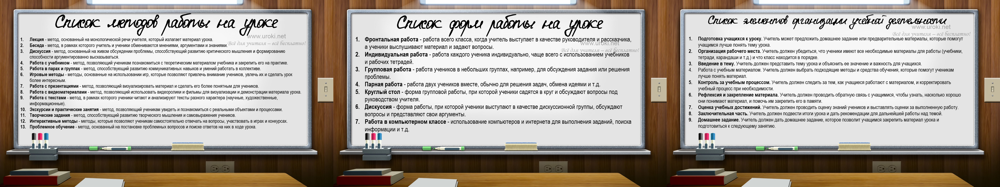 Список методов работы на уроке
www.uroki.net
Всё для учителя – всё бесплатно!
1. Лекция - метод, основанный на монологической речи учителя, который излагает материал урока.
2. Беседа - метод, в рамках которого учитель и ученики обмениваются мнениями, аргументами и знаниями.
3. Дискуссия - метод, основанный на живом обсуждении проблемы, способствующий развитию критического мышления и формированию
способности аргументированно высказываться.
4. Работа с учебником - метод, позволяющий ученикам познакомиться с теоретическим материалом учебника и закрепить его на практике.
5. Работа в парах и группах - метод, способствующий развитию коммуникативных навыков и умений работать в коллективе.
6. Игровые методы - методы, основанные на использовании игр, которые позволяют привлечь внимание учеников, увлечь их и сделать урок
более интересным.
7. Работа с презентациями - метод, позволяющий визуализировать материал и сделать его более понятным для учеников.
8. Работа с видеоматериалами - метод, позволяющий использовать видеоролики и фильмы для визуализации и демонстрации материала урока.
9. Работа с текстами - метод, в рамках которого ученики читают и анализируют тексты разного характера (научные, художественные,
информационные).
10. Экскурсии и практические занятия - метод, позволяющий ученикам увидеть и познакомиться с реальными объектами и процессами.
11. Творческие задания - метод, способствующий развитию творческого мышления и самовыражения учеников.
12. Интерактивные методы - методы, которые позволяют ученикам самостоятельно отвечать на вопросы, участвовать в играх и конкурсах.
13. Проблемное обучение - метод, основанный на постановке проблемных вопросов и поиске ответов на них в ходе урока.
Список форм работы на уроке
1. Фронтальная работа - работа всего класса, когда учитель выступает в качестве руководителя и рассказчика,
www.uroki.net
а ученики выслушивают материал и задают вопросы.
Всё для учителя – всё бесплатно!
2. Индивидуальная работа - работа каждого ученика индивидуально, чаще всего с использованием учебников
и рабочих тетрадей.
3. Групповая работа - работа учеников в небольших группах, например, для обсуждения задания или решения
проблемы.
4. Парная работа - работа двух учеников вместе, обычно для решения задач, обмена идеями и т.д.
5. Круглый стол - форма групповой работы, при которой ученики садятся в круг и обсуждают вопросы под
руководством учителя.
6. Дискуссия - форма работы, при которой ученики выступают в качестве дискуссионной группы, обсуждают
вопросы и представляют свои аргументы.
7. Работа в компьютерном классе - использование компьютеров и интернета для выполнения заданий, поиска
информации и т.д.
Список элементов организации учебной деятельности
www.uroki.net
Всё для учителя – всё бесплатно!
1. Подготовка учащихся к уроку. Учитель может предложить домашнее задание или предварительные материалы, которые помогут
учащимся лучше понять тему урока.
2. Организация рабочего места. Учитель должен убедиться, что ученики имеют все необходимые материалы для работы (учебники,
тетради, карандаши и т.д.) и что класс находится в порядке.
3. Введение в тему. Учитель должен представить тему урока и объяснить ее значение и важность для учащихся.
4. Работа с учебным материалом. Учитель должен выбрать подходящие методы и средства обучения, которые помогут ученикам
лучше понять материал.
5. Контроль за учебным процессом. Учитель должен следить за тем, как учащиеся работают с материалом, и корректировать
учебный процесс при необходимости.
6. Рефлексия и закрепление материала. Учитель должен проводить обратную связь с учащимися, чтобы узнать, насколько хорошо
они понимают материал, и помочь им закрепить его в памяти.
7. Оценка учебных достижений. Учитель должен проводить оценку знаний учеников и выставлять оценки за выполненную работу.
8. Заключительная часть. Учитель должен подвести итоги урока и дать рекомендации для дальнейшей работы над темой.
9. Домашнее задание. Учитель должен дать домашнее задание, которое позволит учащимся закрепить материал урока и
подготовиться к следующему занятию.